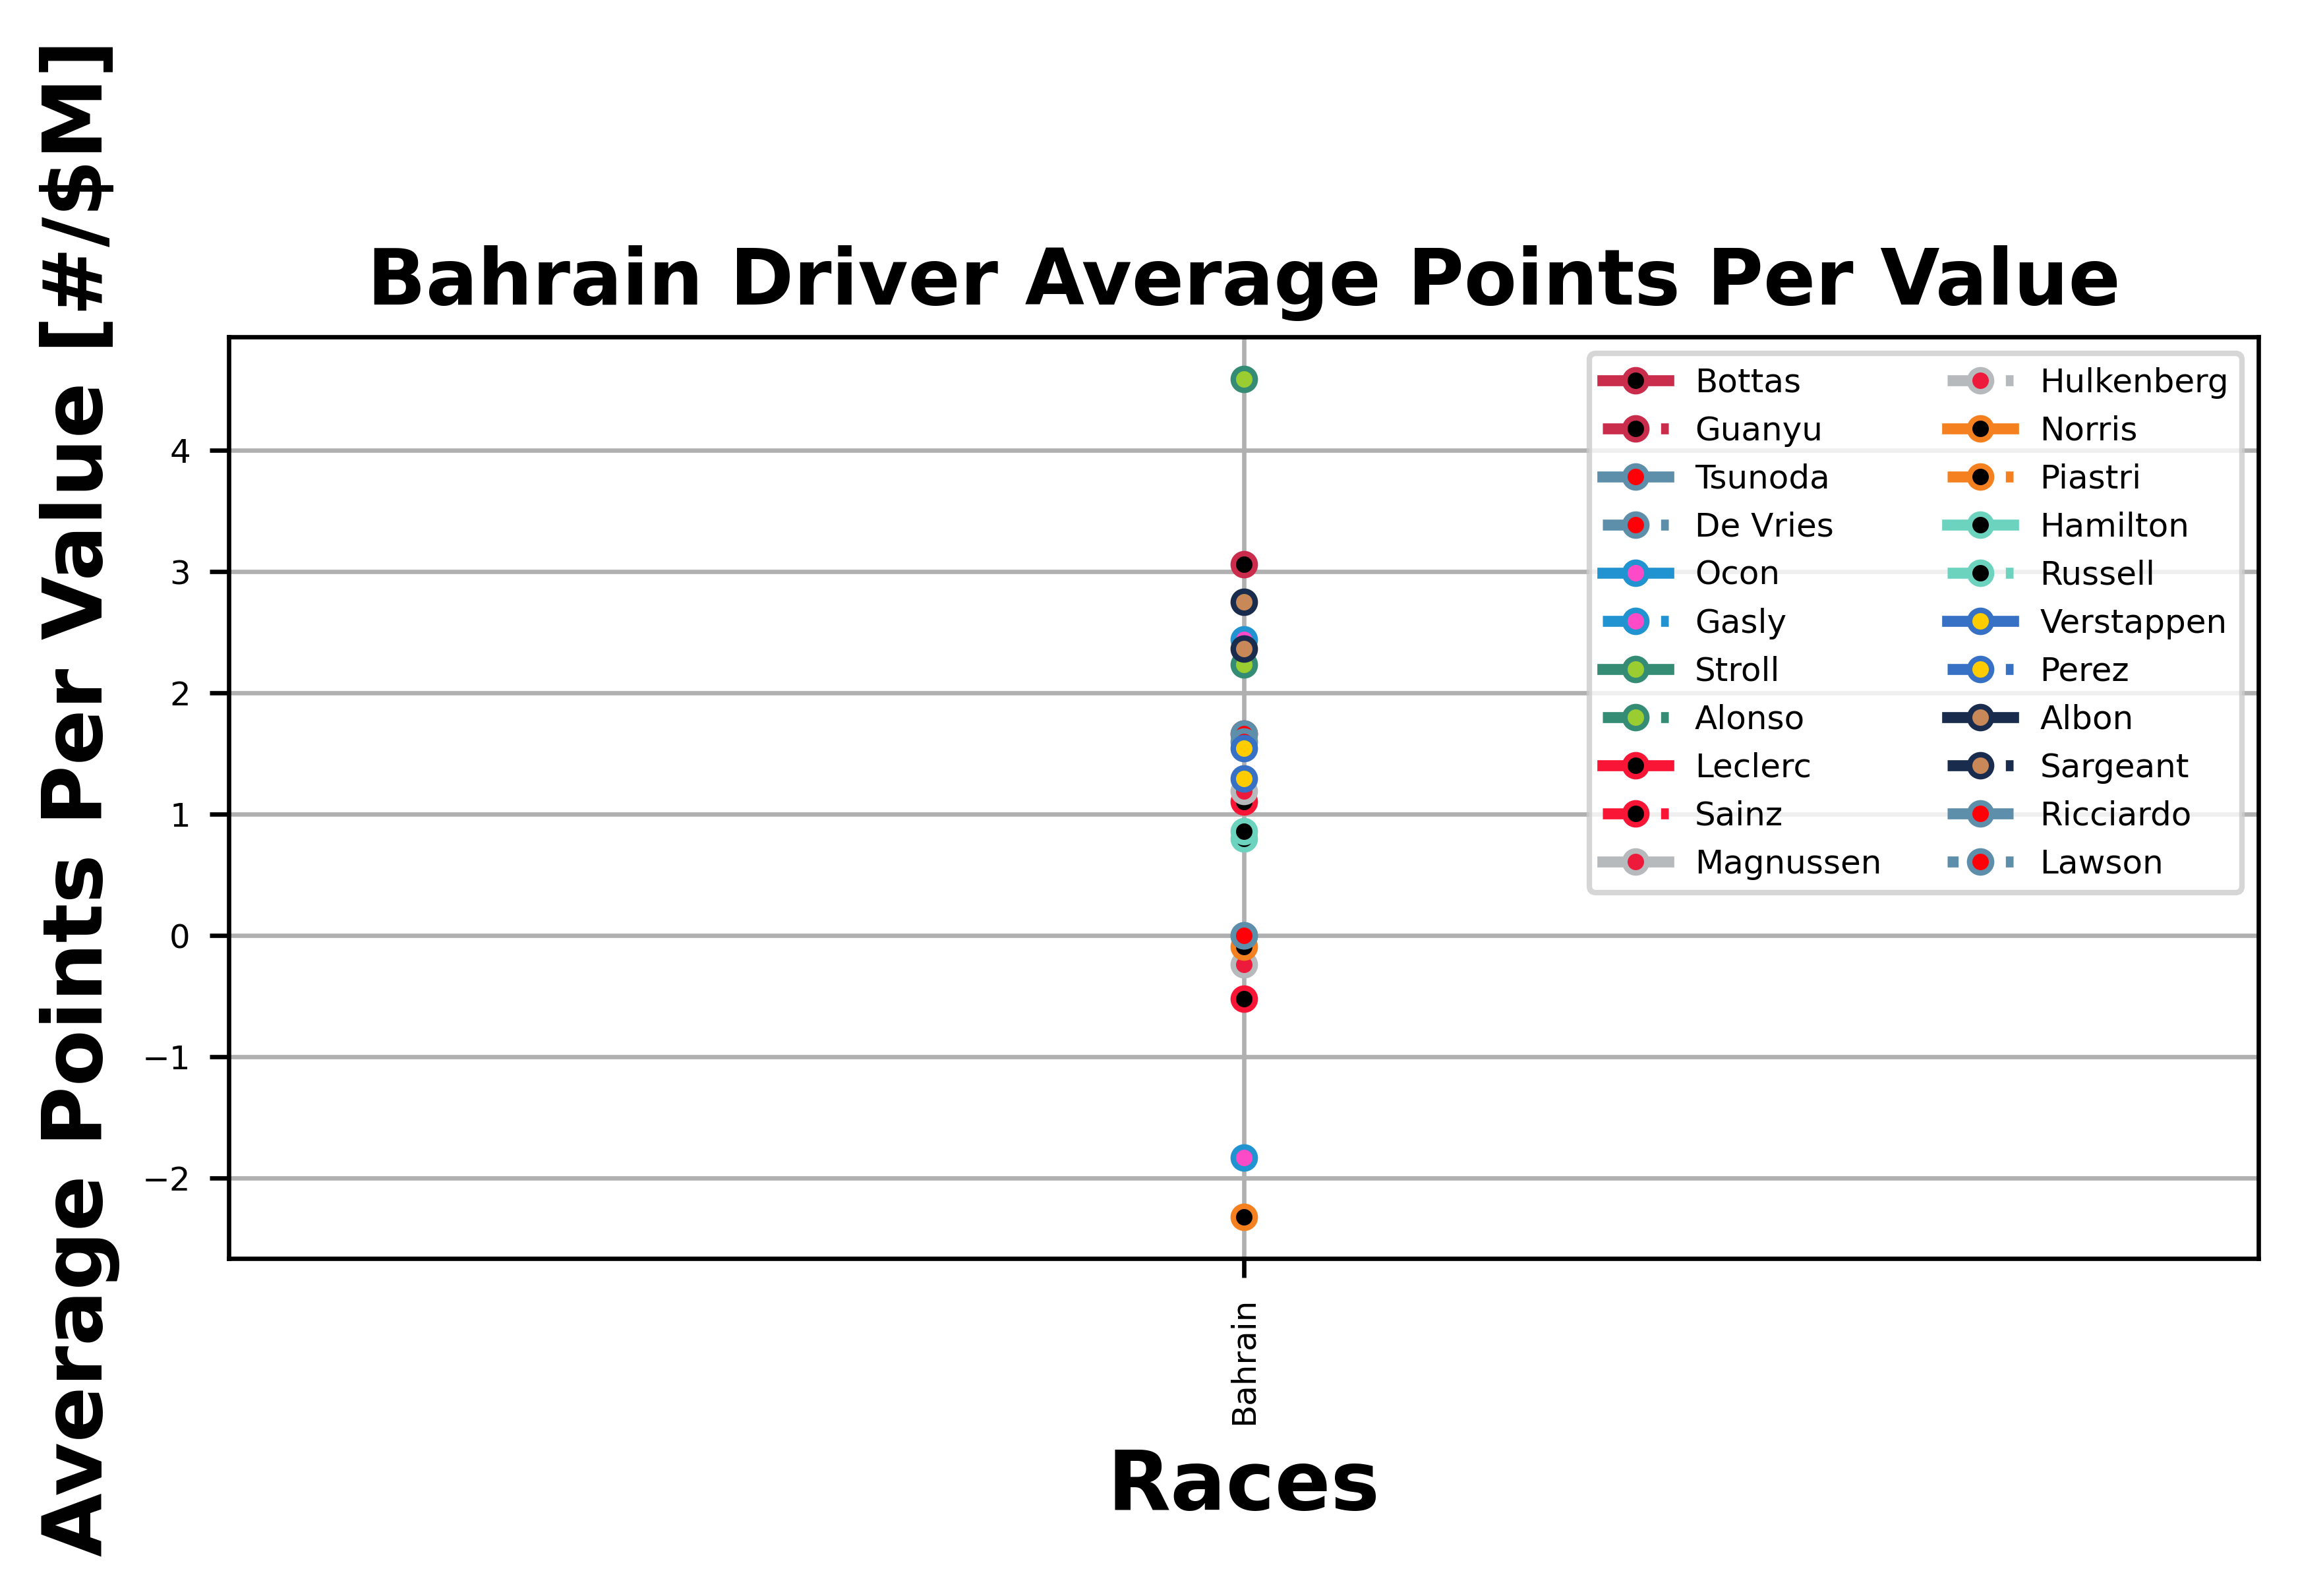 Bahrain Driver Average Points Per Value
Average Points Per Value [#/$M]
4
3
2
1
0
−1
−2
Bottas
Guanyu
Tsunoda
De Vries
Ocon
Gasly
Stroll
Alonso
Leclerc
Sainz
Magnussen
Hulkenberg
Norris
Piastri
Hamilton
Russell
Verstappen
Perez
Albon
Sargeant
Ricciardo
Lawson
Bahrain
Races